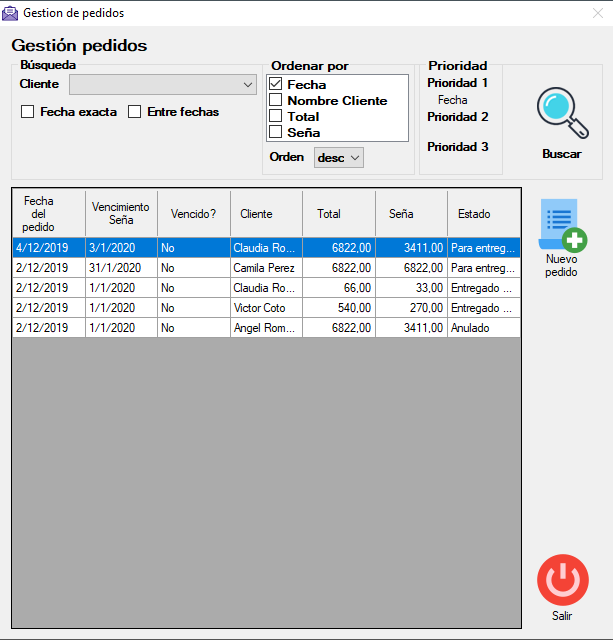 Gestion de pedidos
Gestión pedidos
Búsqueda
Cliente
Fecha exacta Entre fechas
Ordenar por
Fecha
Nombre Cliente
Total
Seña
Orden desc
Prioridad
Prioridad 1
Fecha
Prioridad 2
Prioridad 3
Buscar
Fecha del pedido Vencimiento Seña Vencido? Cliente Total Seña Estado
4/12/2019 3/1/2020 No Claudia Ro... 6822,00 3411,00 Para entreg...
2/12/2019 31/1/2020 No Camila Perez 6822,00 6822,00 Para entreg...
2/12/2019 1/1/2020 No Claudia Ro... 66,00 33,00 Entregado ...
2/12/2019 1/1/2020 No Victor Coto 540,00 270,00 Entregado ...
2/12/2019 1/1/2020 No Angel Rom... 6822,00 3411,00 Anulado
Nuevo
pedido
Salir